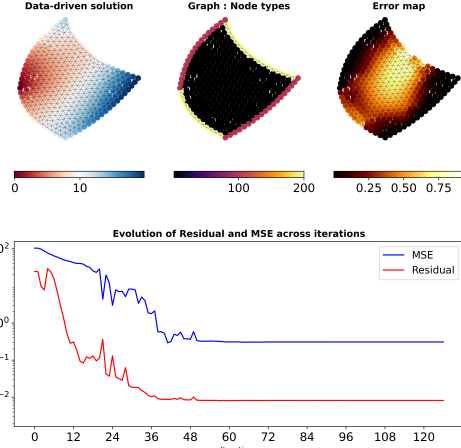 Data-driven solution Graph : Node types Error map
0 10 100 200 0.25 0.50 0.75
Evolution of Residual and MSE across iterations
MSE
Residual
0 12 24 36 48 60 72 84 96 108 120